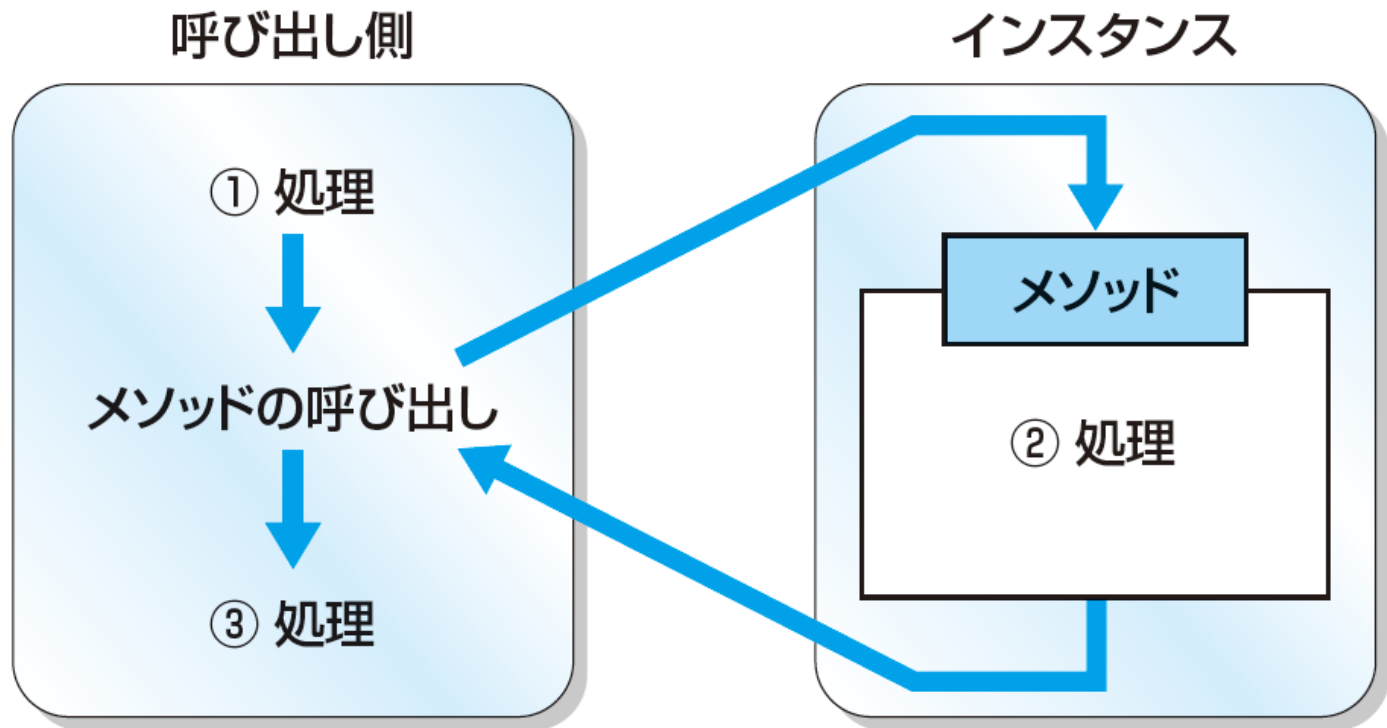 呼び出し側
① 処理
メソッドの呼び出し
③ 処理
インスタンス
メソッド
② 処理